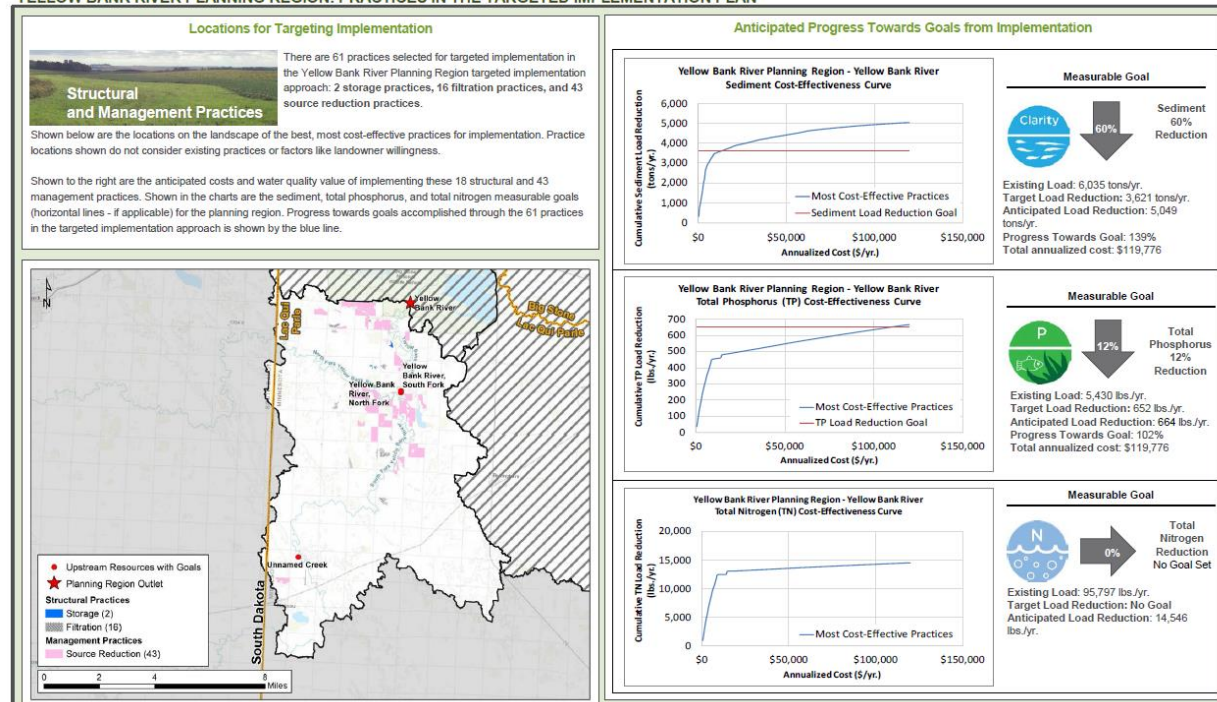 YELLOW BANK RIVER PLANNING REGION: PRACTICES IN THE TARGETED IMPLEMENTATION PLAN
Locations for Targeting Implementation
Structural
and Management Practices
There are 61 practices selected for targeted implementation in
the Yellow Bank River Planning Region targeted implementation
approach: 2 storage practices, 16 filtration practices, and 43
source reduction practices.
Shown below are the locations on the landscape of the best, most cost-effective practices for implementation. Practice
locations shown do not consider existing practices or factors like landowner willingness.
Shown to the right are the anticipated costs and water quality value of implementing these 18 structural and 43
management practices. Shown in the charts are the sediment, total phosphorus, and total nitrogen measurable goals
(horizontal lines - if applicable) for the planning region. Progress towards goals accomplished through the 61 practices
in the targeted implementation approach is shown by the blue line.
N
Lac Qui
Parle
Big Stone
Lac Qui Parle
Yellow
Bank River
Yellow
Bank River,
South Fork
Yellow Bank
River,
North Fork
Unnamed Creek
South Dakota
Upstream Resources with Goals
Planning Region Outlet
Structural Practices
Storage (2)
Filtration (16)
Management Practices
Source Reduction (43)
0 2 4 8
Miles
Anticipated Progress Towards Goals from Implementation
Yellow Bank River Planning Region - Yellow Bank River
Sediment Cost-Effectiveness Curve
Cumulative Sediment Load Reduction
(tons/yr.)
6,000
5,000
4,000
3,000
2,000
1,000
0
Most Cost-Effective Practices
Sediment Load Reduction Goal
$0 $50,000 $100,000 $150,000
Annualized Cost ($/yr.)
Measurable Goal
Clarity
60%
Sediment
60%
Reduction
Existing Load: 6,035 tons/yr.
Target Load Reduction: 3,621 tons/yr.
Anticipated Load Reduction: 5,049
tons/yr.
Progress Towards Goal: 139%
Total annualized cost: $119,776
Yellow Bank River Planning Region - Yellow Bank River
Total Phosphorus (TP) Cost-Effectiveness Curve
Cumulative TP Load Reduction
(lbs./yr.)
700
600
500
400
300
200
100
0
Most Cost-Effective Practices
TP Load Reduction Goal
$0 $50,000 $100,000 $150,000
Annualized Cost ($/yr.)
Measurable Goal
P
12%
Total
Phosphorus
12%
Reduction
Existing Load: 5,430 lbs./yr.
Target Load Reduction: 652 lbs./yr.
Anticipated Load Reduction: 664 lbs./yr.
Progress Towards Goal: 102%
Total annualized cost: $119,776
Yellow Bank River Planning Region - Yellow Bank River
Total Nitrogen (TN) Cost-Effectiveness Curve
Cumulative TN Load Reduction
(lbs./yr.)
20,000
15,000
10,000
5,000
0
Most Cost-Effective Practices
$0 $50,000 $100,000 $150,000
Annualized Cost ($/yr.)
Measurable Goal
N
0%
Total
Nitrogen
Reduction
No Goal Set
Existing Load: 95,797 lbs./yr.
Target Load Reduction: No Goal
Anticipated Load Reduction: 14,546
lbs./yr.